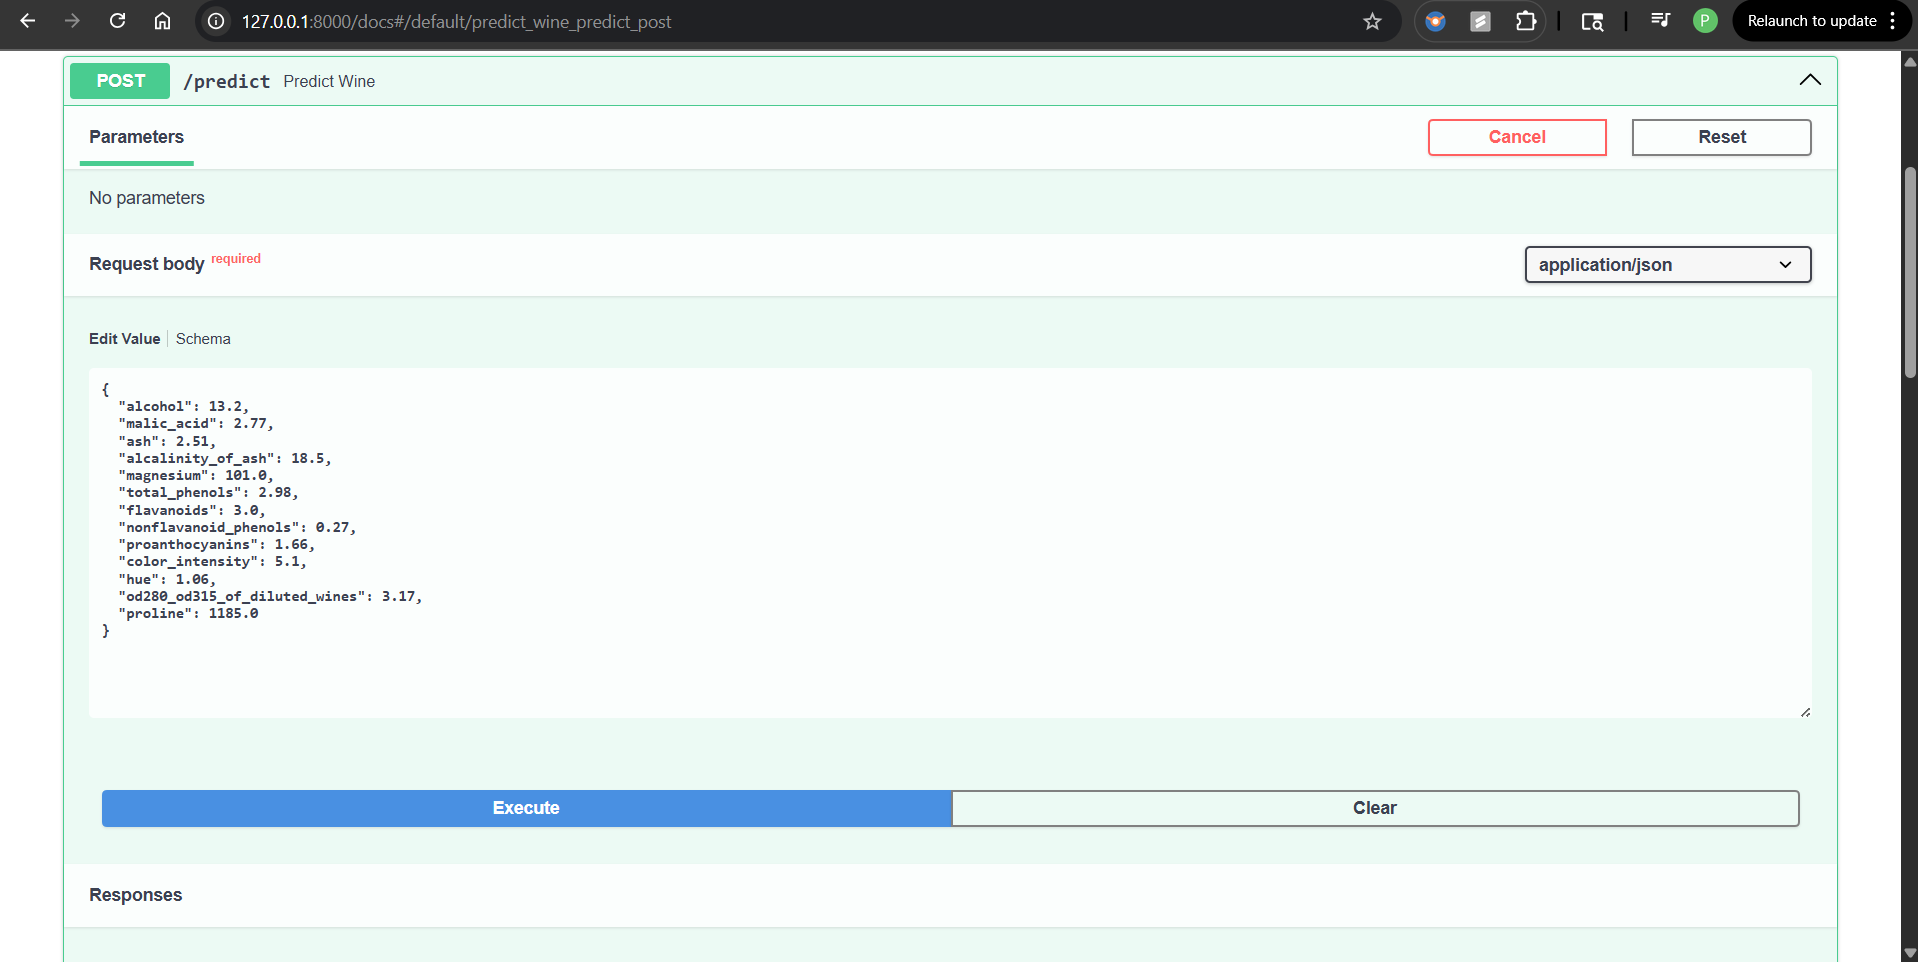 127.0.0.1:8000/docs#/default/predict_wine_predict_post
P
Relaunch to update
POST /predict Predict Wine
Parameters
Cancel
Reset
No parameters
Request body required
application/json
Edit Value
Schema
{
  "alcohol": 13.2,
  "malic_acid": 2.77,
  "ash": 2.51,
  "alcalinity_of_ash": 18.5,
  "magnesium": 101.0,
  "total_phenols": 2.98,
  "flavanoids": 3.0,
  "nonflavanoid_phenols": 0.27,
  "proanthocyanins": 1.66,
  "color_intensity": 5.1,
  "hue": 1.06,
  "od280_od315_of_diluted_wines": 3.17,
  "proline": 1185.0
}
Execute
Clear
Responses